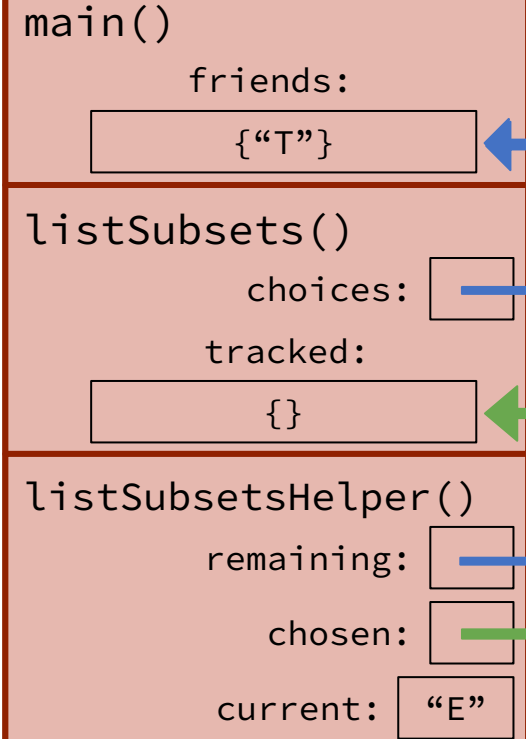 main()
friends:
{“T”}
listSubsets()
choices:
tracked:
{}
listSubsetsHelper()
remaining:
chosen:
current: “E”